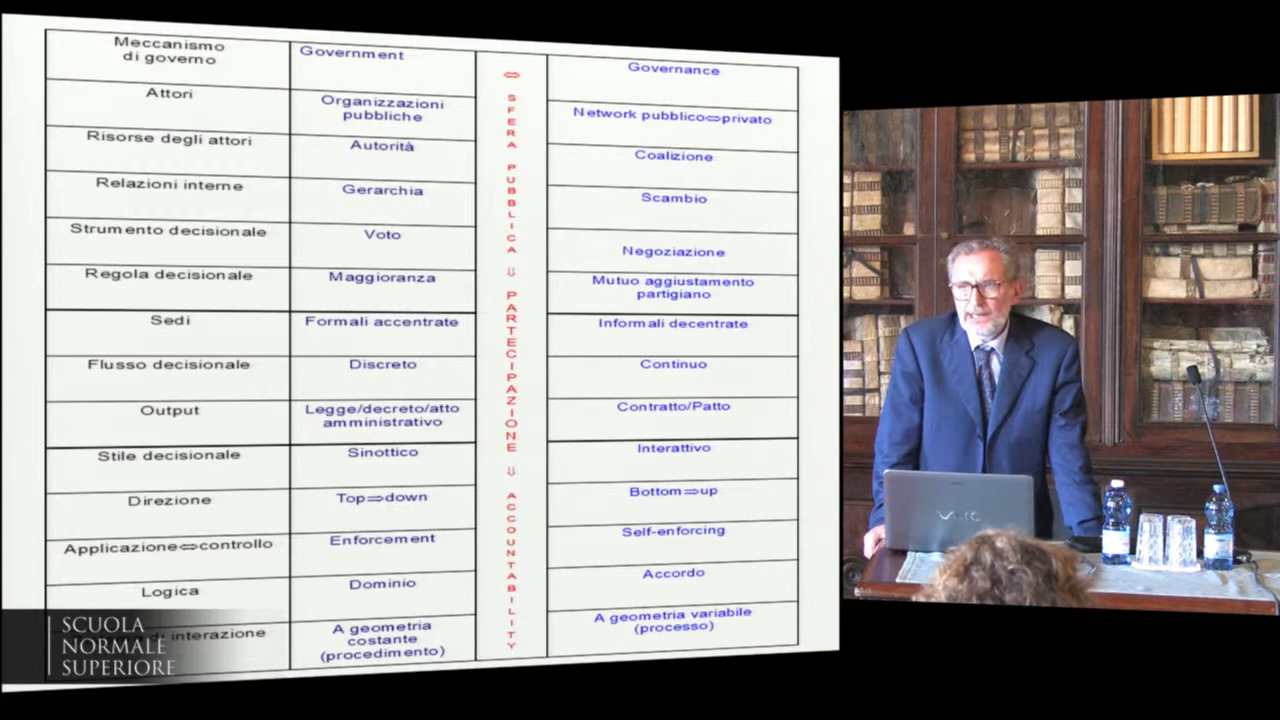 Meccanismo
di governo
Government
Governance
Attori
Organizzazioni
pubbliche
Network pubblico⇔privato
Risorse degli attori
Autorità
Coalizione
Relazioni interne
Gerarchia
Scambio
Strumento decisionale
Voto
Negoziazione
Regola decisionale
Maggioranza
Mutuo aggiustamento
partigiano
Sedi
Formali accentrate
Informali decentrate
Flusso decisionale
Discreto
Continuo
Output
Legge/decreto/atto
amministrativo
Contratto/Patto
Stile decisionale
Sinottico
Interattivo
Direzione
Top⇒down
Bottom⇒up
Applicazione⇔controllo
Enforcement
Self-enforcing
Logica
Dominio
Accordo
di interazione
A geometria
costante
(procedimento)
A geometria variabile
(processo)
⇔ SFERA PUBBLICA ⇓ PARTECIPAZIONE ⇓ ACCOUNTABILITY
SCUOLA
NORMALE
SUPERIORE
VAIO